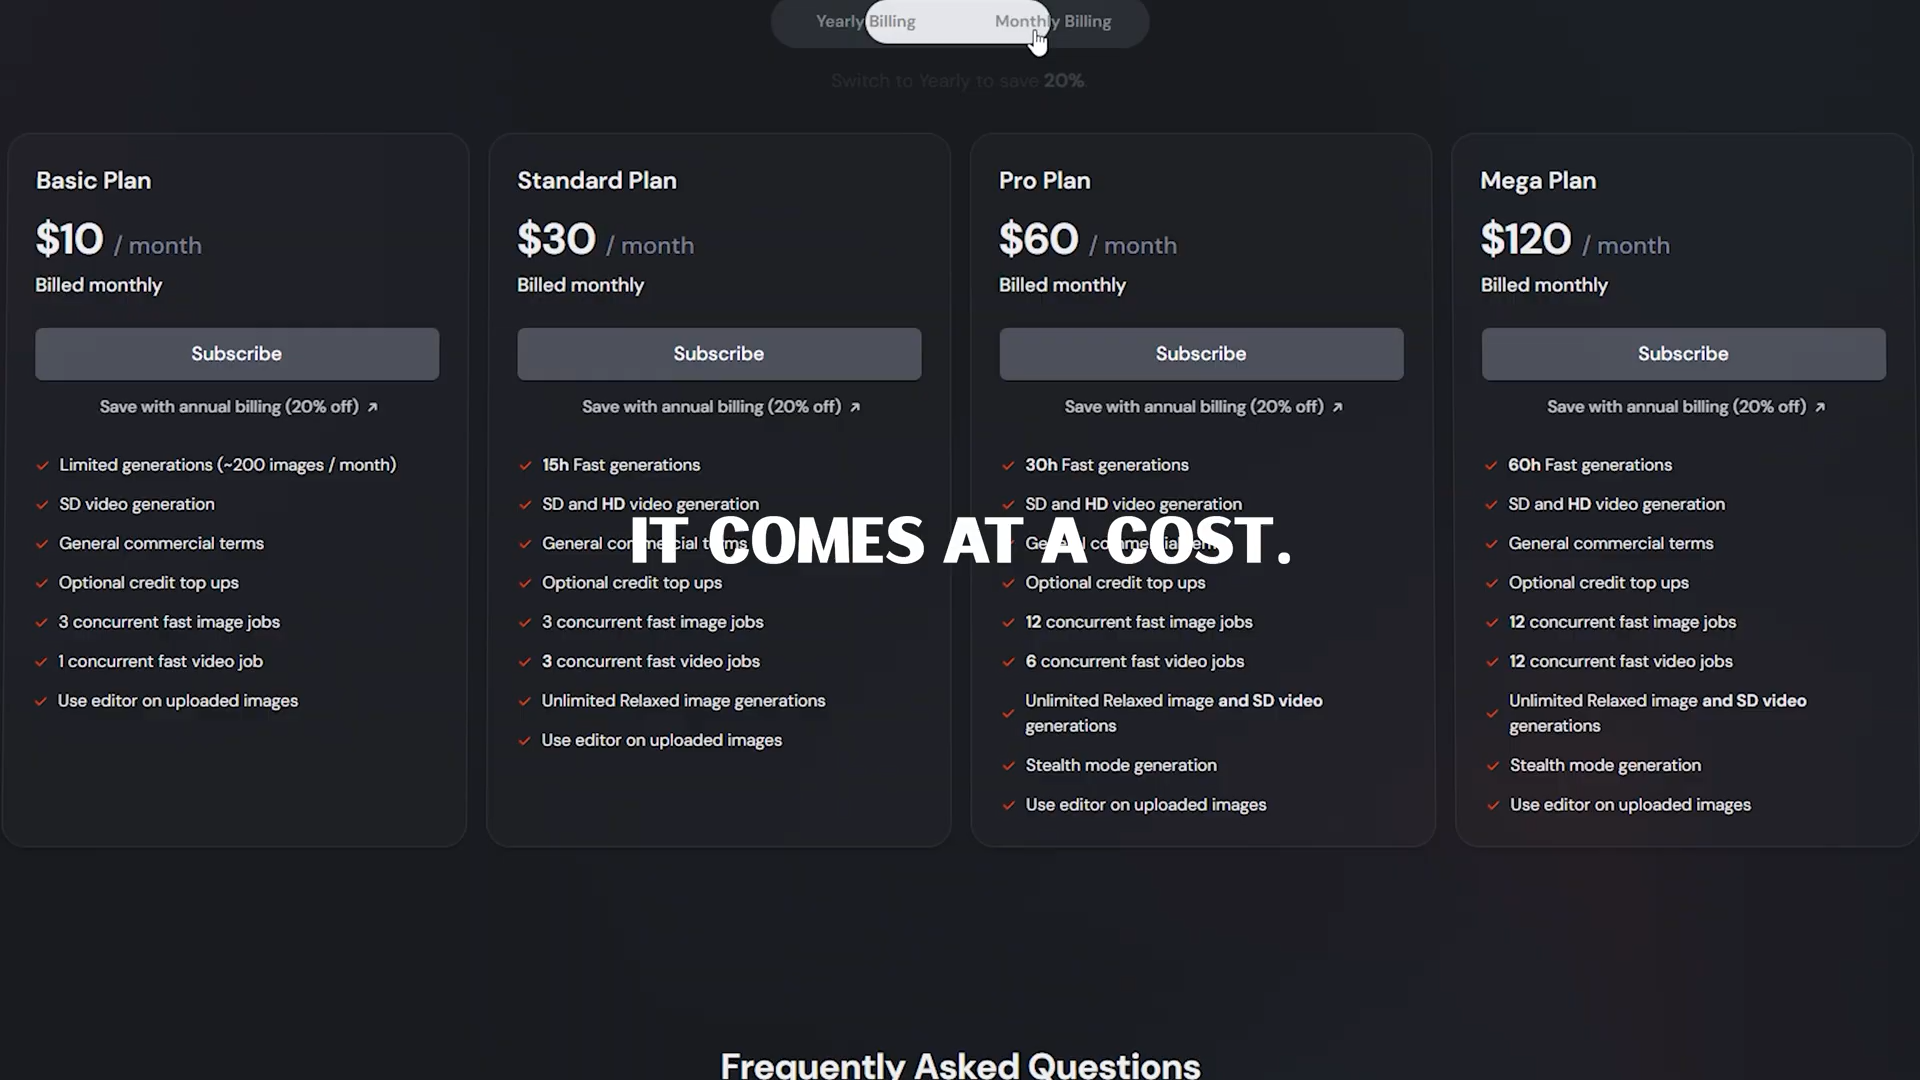 Yearly Billing
Monthly Billing
Switch to Yearly to save 20%
Basic Plan
$10 / month
Billed monthly
Subscribe
Save with annual billing (20% off) ↗
Limited generations (~200 images / month)
SD video generation
General commercial terms
Optional credit top ups
3 concurrent fast image jobs
1 concurrent fast video job
Use editor on uploaded images
Standard Plan
$30 / month
Billed monthly
Subscribe
Save with annual billing (20% off) ↗
15h Fast generations
SD and HD video generation
General commercial terms
Optional credit top ups
3 concurrent fast image jobs
3 concurrent fast video jobs
Unlimited Relaxed image generations
Use editor on uploaded images
Pro Plan
$60 / month
Billed monthly
Subscribe
Save with annual billing (20% off) ↗
30h Fast generations
SD and HD video generation
General commercial terms
Optional credit top ups
12 concurrent fast image jobs
6 concurrent fast video jobs
Unlimited Relaxed image and SD video
generations
Stealth mode generation
Use editor on uploaded images
Mega Plan
$120 / month
Billed monthly
Subscribe
Save with annual billing (20% off) ↗
60h Fast generations
SD and HD video generation
General commercial terms
Optional credit top ups
12 concurrent fast image jobs
12 concurrent fast video jobs
Unlimited Relaxed image and SD video
generations
Stealth mode generation
Use editor on uploaded images
IT COMES AT A COST.
Frequently Asked Questions